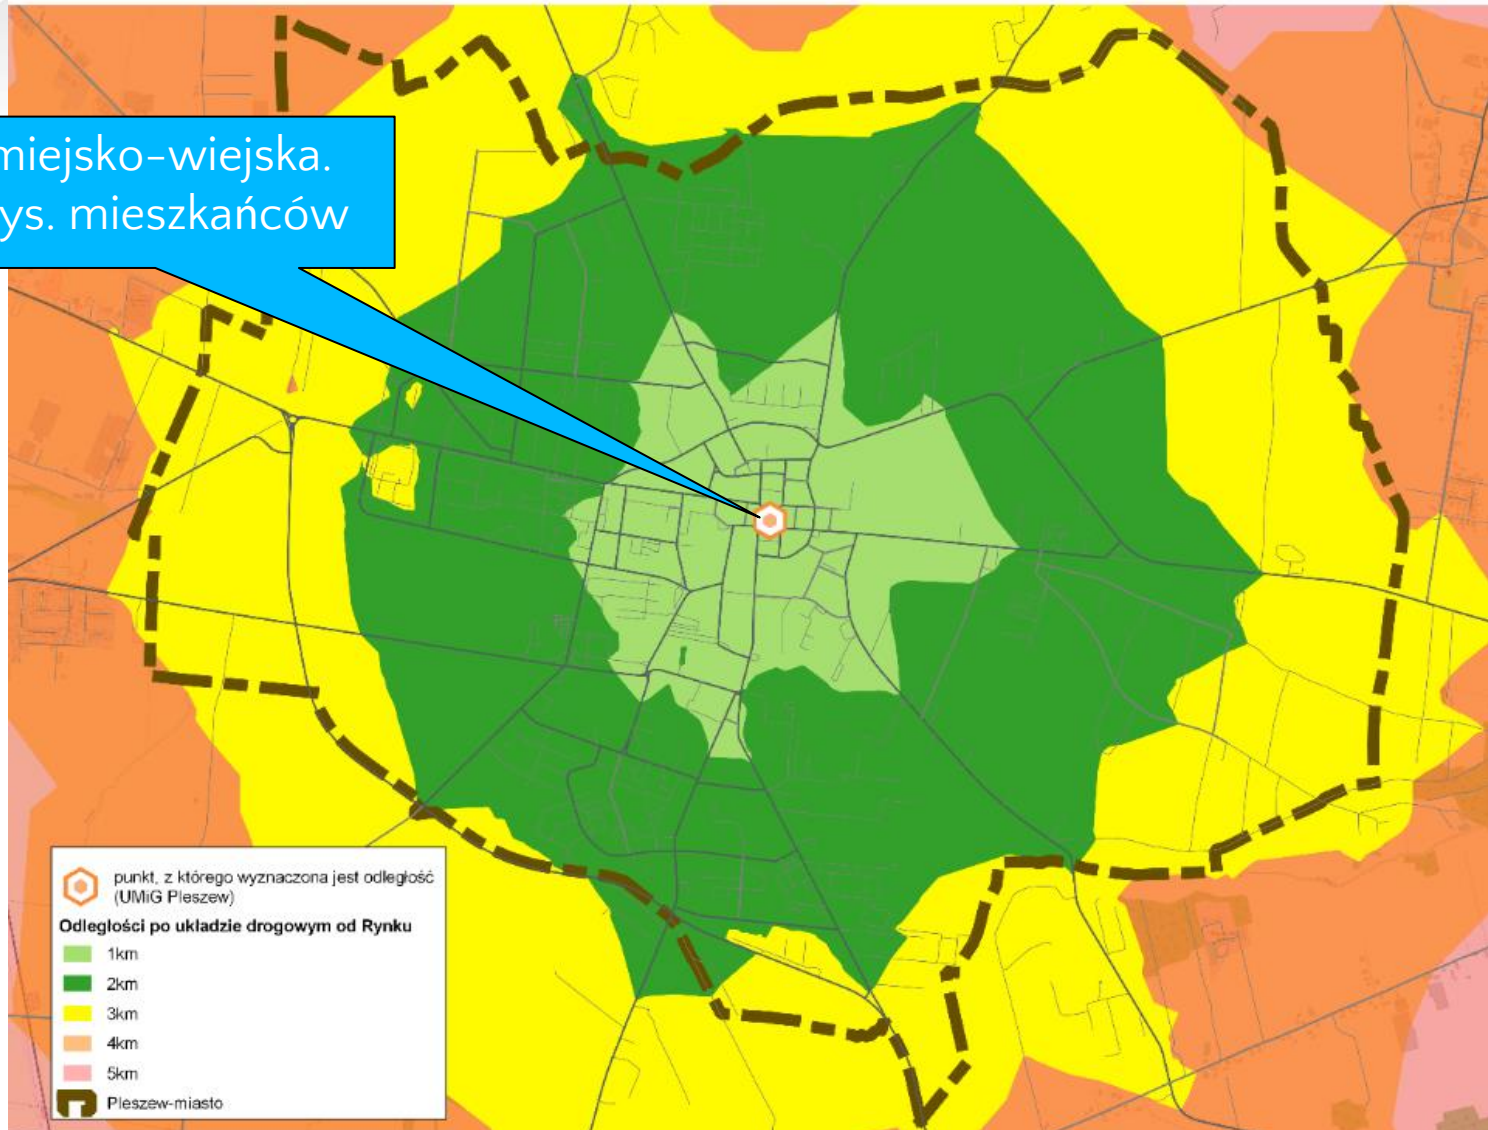 miejsko-wiejska.
ys. mieszkańców
punkt, z którego wyznaczona jest odległość
(UMiG Pleszew)
Odległości po układzie drogowym od Rynku
1km
2km
3km
4km
5km
Pleszew-miasto